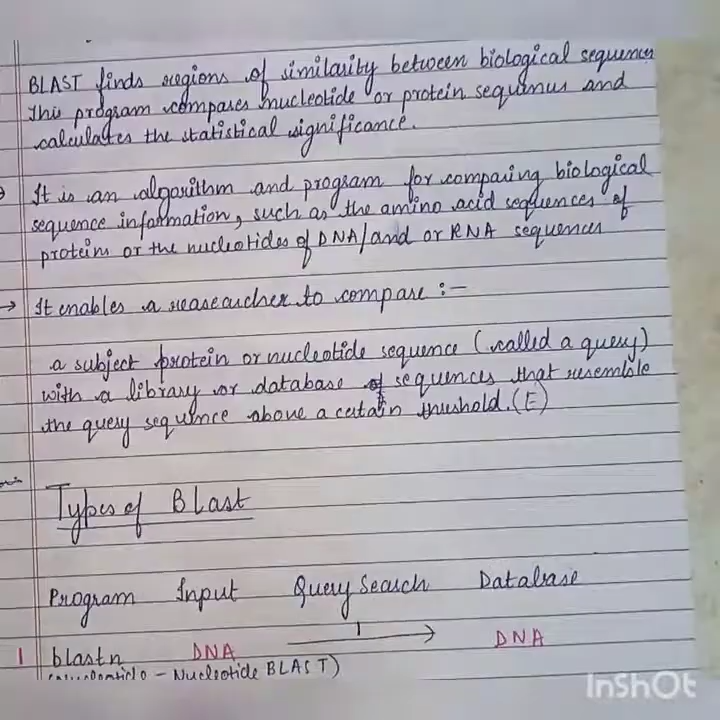 BLAST finds regions of similarity between biological sequences
This program compares nucleotide or protein sequences and
calculates the statistical significance.
→ It is an algorithm and program for comparing biological
sequence information, such as the amino acid sequences of
proteins or the nucleotides of DNA/and or RNA sequences
→ It enables a reasearcher to compare :-
a subject protein or nucleotide sequence (called a query)
with a library or database of sequences that resemble
the query sequence above a certain threshold. (E)
Types of Blast
Program Input Query Search Database
1 blastn DNA 1 → DNA
- Nucleotide BLAST)
InShOt